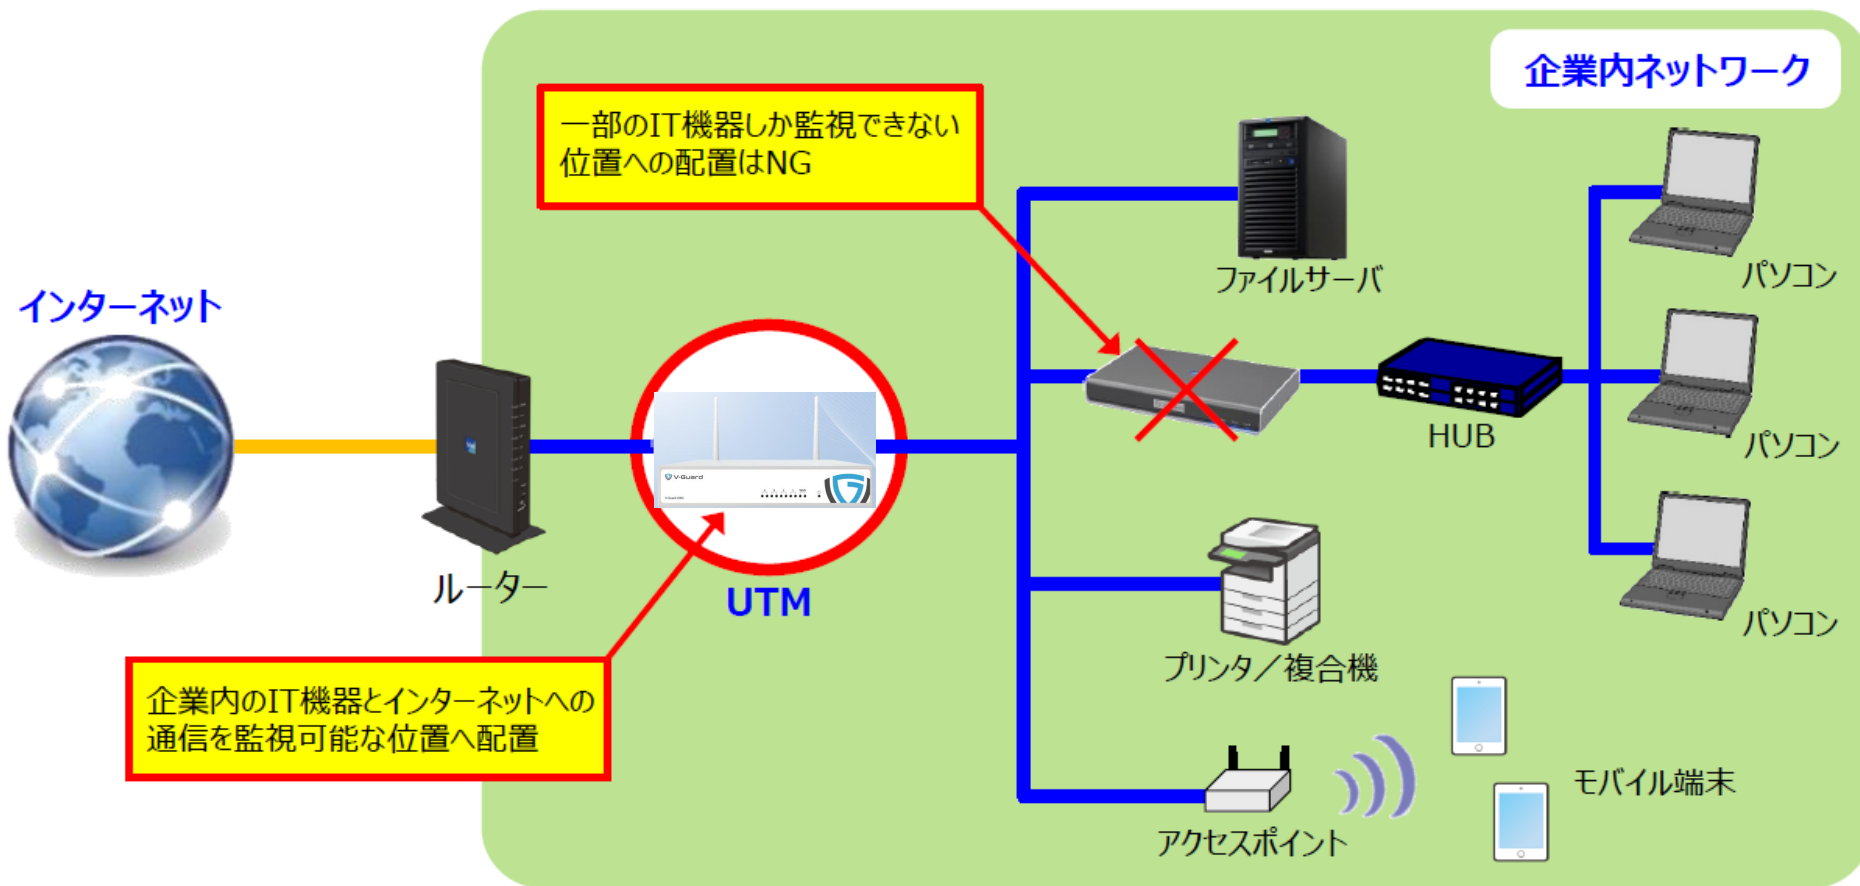 企業内ネットワーク
一部のIT機器しか監視できない
位置への配置はNG
ファイルサーバ
パソコン
インターネット
HUB
パソコン
V-Guard
ルーター
UTM
パソコン
プリンタ／複合機
企業内のIT機器とインターネットへの
通信を監視可能な位置へ配置
モバイル端末
アクセスポイント